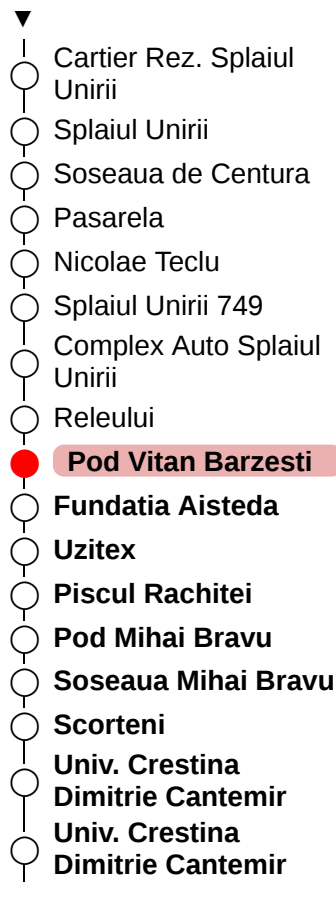 Cartier Rez. Splaiul
Unirii
Splaiul Unirii
Soseaua de Centura
Pasarela
Nicolae Teclu
Splaiul Unirii 749
Complex Auto Splaiul
Unirii
Releului
Pod Vitan Barzesti
Fundatia Aisteda
Uzitex
Piscul Rachitei
Pod Mihai Bravu
Soseaua Mihai Bravu
Scorteni
Univ. Crestina
Dimitrie Cantemir
Univ. Crestina
Dimitrie Cantemir